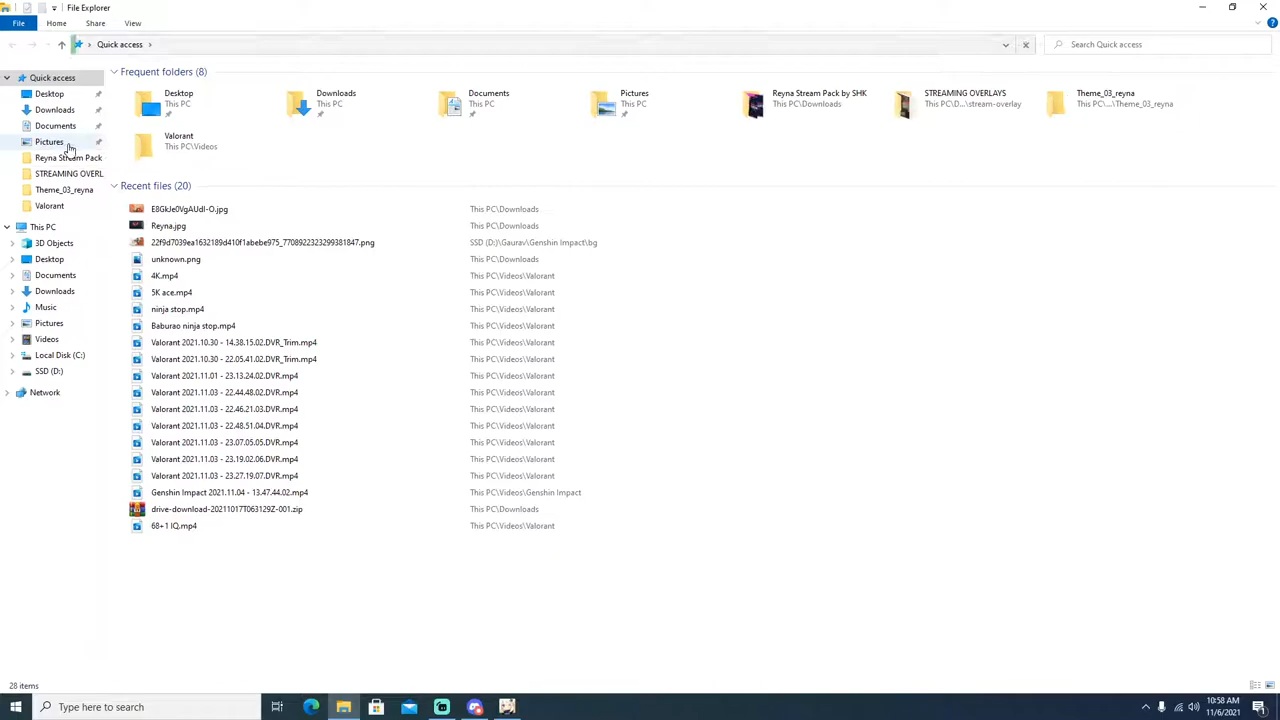 File Explorer
File Home Share View
Quick access
Search Quick access
Quick access
Desktop
Downloads
Documents
Pictures
Reyna Stream Pack
STREAMING OVERL
Theme_03_reyna
Valorant
This PC
3D Objects
Desktop
Documents
Downloads
Music
Pictures
Videos
Local Disk (C:)
SSD (D:)
Network
Frequent folders (8)
Desktop
This PC
Downloads
This PC
Documents
This PC
Pictures
This PC
Reyna Stream Pack by SHK
This PC\Downloads
STREAMING OVERLAYS
This PC\D...\stream-overlay
Theme_03_reyna
This PC\...\Theme_03_reyna
Valorant
This PC\Videos
Recent files (20)
E8GkJe0VgAUdI-O.jpg This PC\Downloads
Reyna.jpg This PC\Downloads
22f9d7039ea1632189d410f1abebe975_7708922323299381847.png SSD (D:)\Gaurav\Genshin Impact\bg
unknown.png This PC\Downloads
4K.mp4 This PC\Videos\Valorant
5K ace.mp4 This PC\Videos\Valorant
ninja stop.mp4 This PC\Videos\Valorant
Baburao ninja stop.mp4 This PC\Videos\Valorant
Valorant 2021.10.30 - 14.38.15.02.DVR_Trim.mp4 This PC\Videos\Valorant
Valorant 2021.10.30 - 22.05.41.02.DVR_Trim.mp4 This PC\Videos\Valorant
Valorant 2021.11.01 - 23.13.24.02.DVR.mp4 This PC\Videos\Valorant
Valorant 2021.11.03 - 22.44.48.02.DVR.mp4 This PC\Videos\Valorant
Valorant 2021.11.03 - 22.46.21.03.DVR.mp4 This PC\Videos\Valorant
Valorant 2021.11.03 - 22.48.51.04.DVR.mp4 This PC\Videos\Valorant
Valorant 2021.11.03 - 23.07.05.05.DVR.mp4 This PC\Videos\Valorant
Valorant 2021.11.03 - 23.19.02.06.DVR.mp4 This PC\Videos\Valorant
Valorant 2021.11.03 - 23.27.19.07.DVR.mp4 This PC\Videos\Valorant
Genshin Impact 2021.11.04 - 13.47.44.02.mp4 This PC\Videos\Genshin Impact
drive-download-20211017T063129Z-001.zip This PC\Downloads
68+1 IQ.mp4 This PC\Videos\Valorant
28 items
Type here to search
10:58 AM
11/6/2021